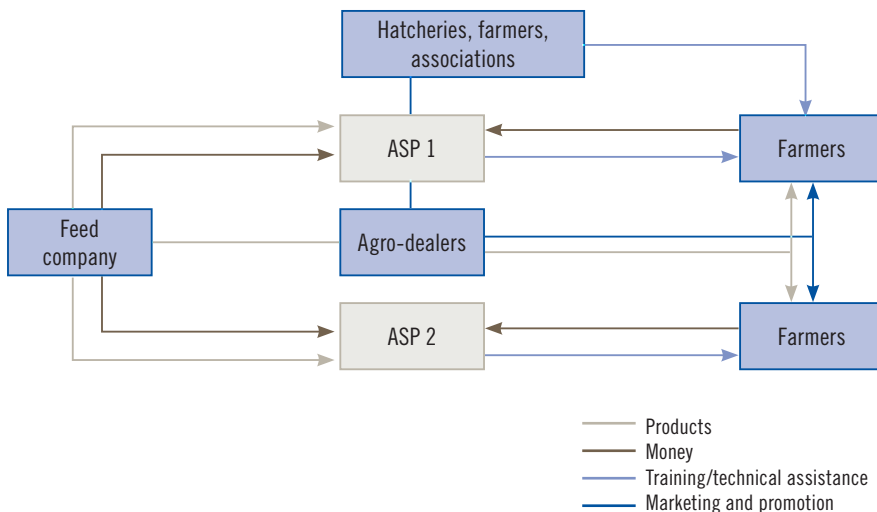 Hatcheries, farmers,
associations
ASP 1
Farmers
Feed
company
Agro-dealers
ASP 2
Farmers
Products
Money
Training/technical assistance
Marketing and promotion